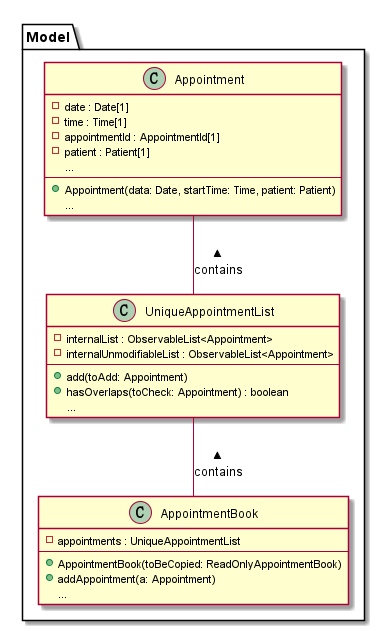 Model
C Appointment
date : Date[1]
time : Time[1]
appointmentId : AppointmentId[1]
patient : Patient[1]
...
Appointment(data: Date, startTime: Time, patient: Patient)
...
contains
C UniqueAppointmentList
internalList : ObservableList<Appointment>
internalUnmodifiableList : ObservableList<Appointment>
add(toAdd: Appointment)
hasOverlaps(toCheck: Appointment) : boolean
...
contains
C AppointmentBook
appointments : UniqueAppointmentList
AppointmentBook(toBeCopied: ReadOnlyAppointmentBook)
addAppointment(a: Appointment)
...